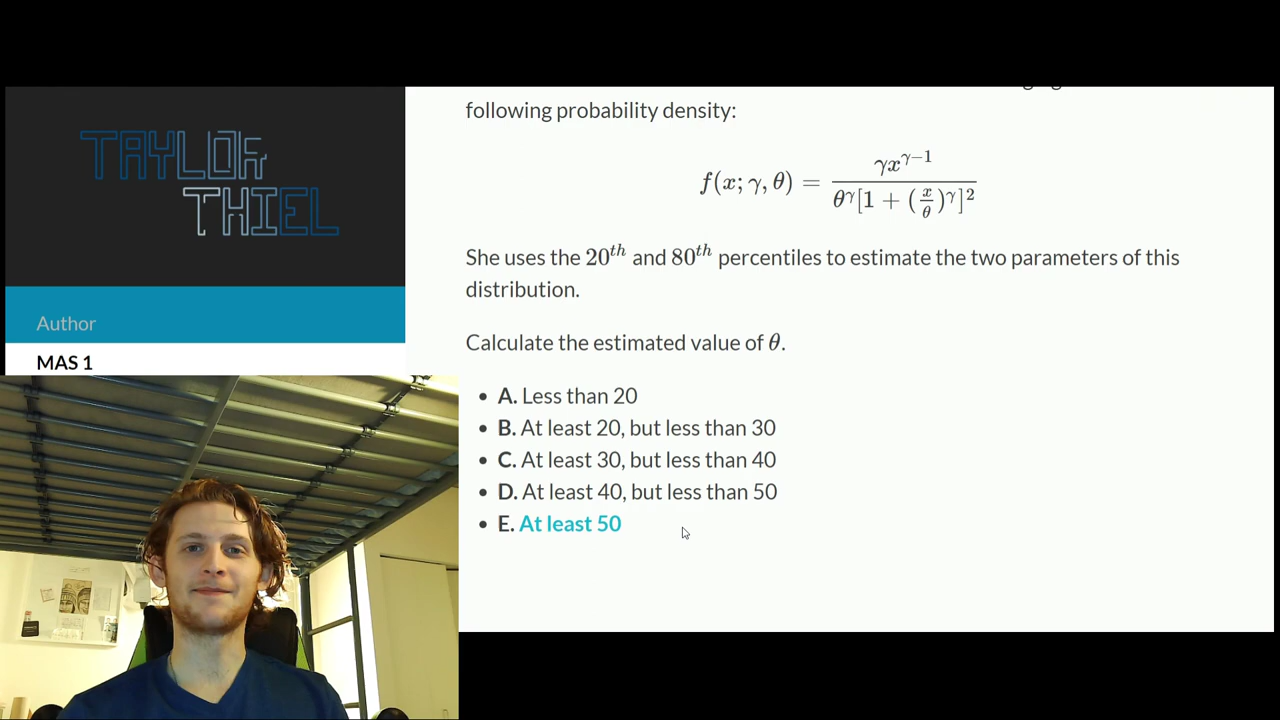 TAYLOR
THIEL
Author
MAS 1
following probability density:
f(x; γ, θ) = γx^{γ−1} / θ^γ[1 + (x/θ)^γ]^2
She uses the 20^{th} and 80^{th} percentiles to estimate the two parameters of this
distribution.
Calculate the estimated value of θ.
• A. Less than 20
• B. At least 20, but less than 30
• C. At least 30, but less than 40
• D. At least 40, but less than 50
• E. At least 50